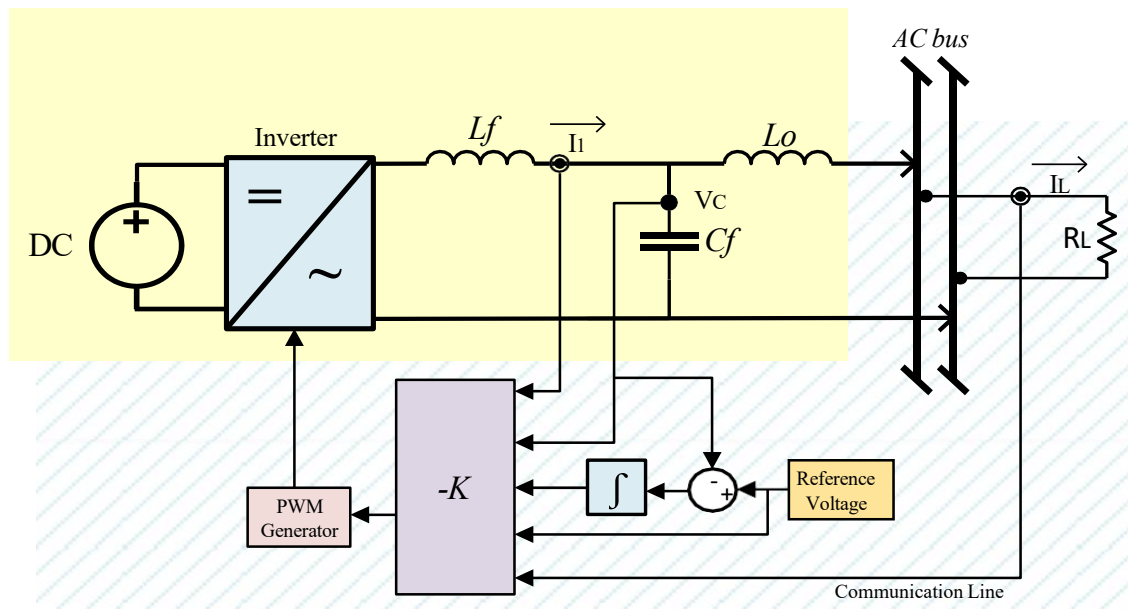 AC bus
Inverter
Lf
I1
Lo
IL
DC
+
=
~
VC
Cf
RL
-K
∫
-
+
Reference
Voltage
PWM
Generator
Communication Line